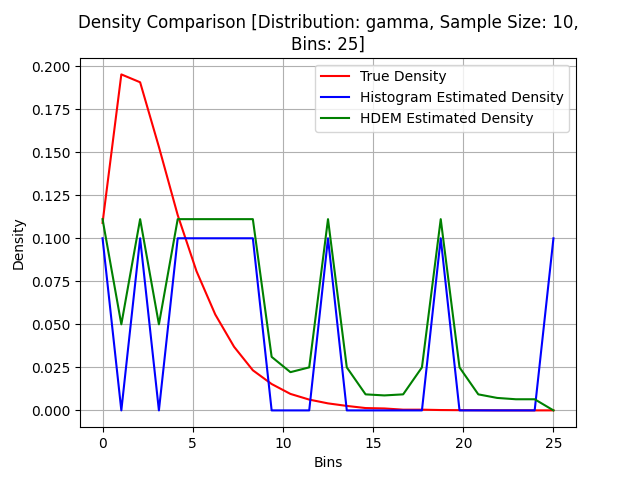 Density Comparison [Distribution: gamma, Sample Size: 10,
Bins: 25]
True Density
Histogram Estimated Density
HDEM Estimated Density
Density
0.200
0.175
0.150
0.125
0.100
0.075
0.050
0.025
0.000
0 5 10 15 20 25
Bins